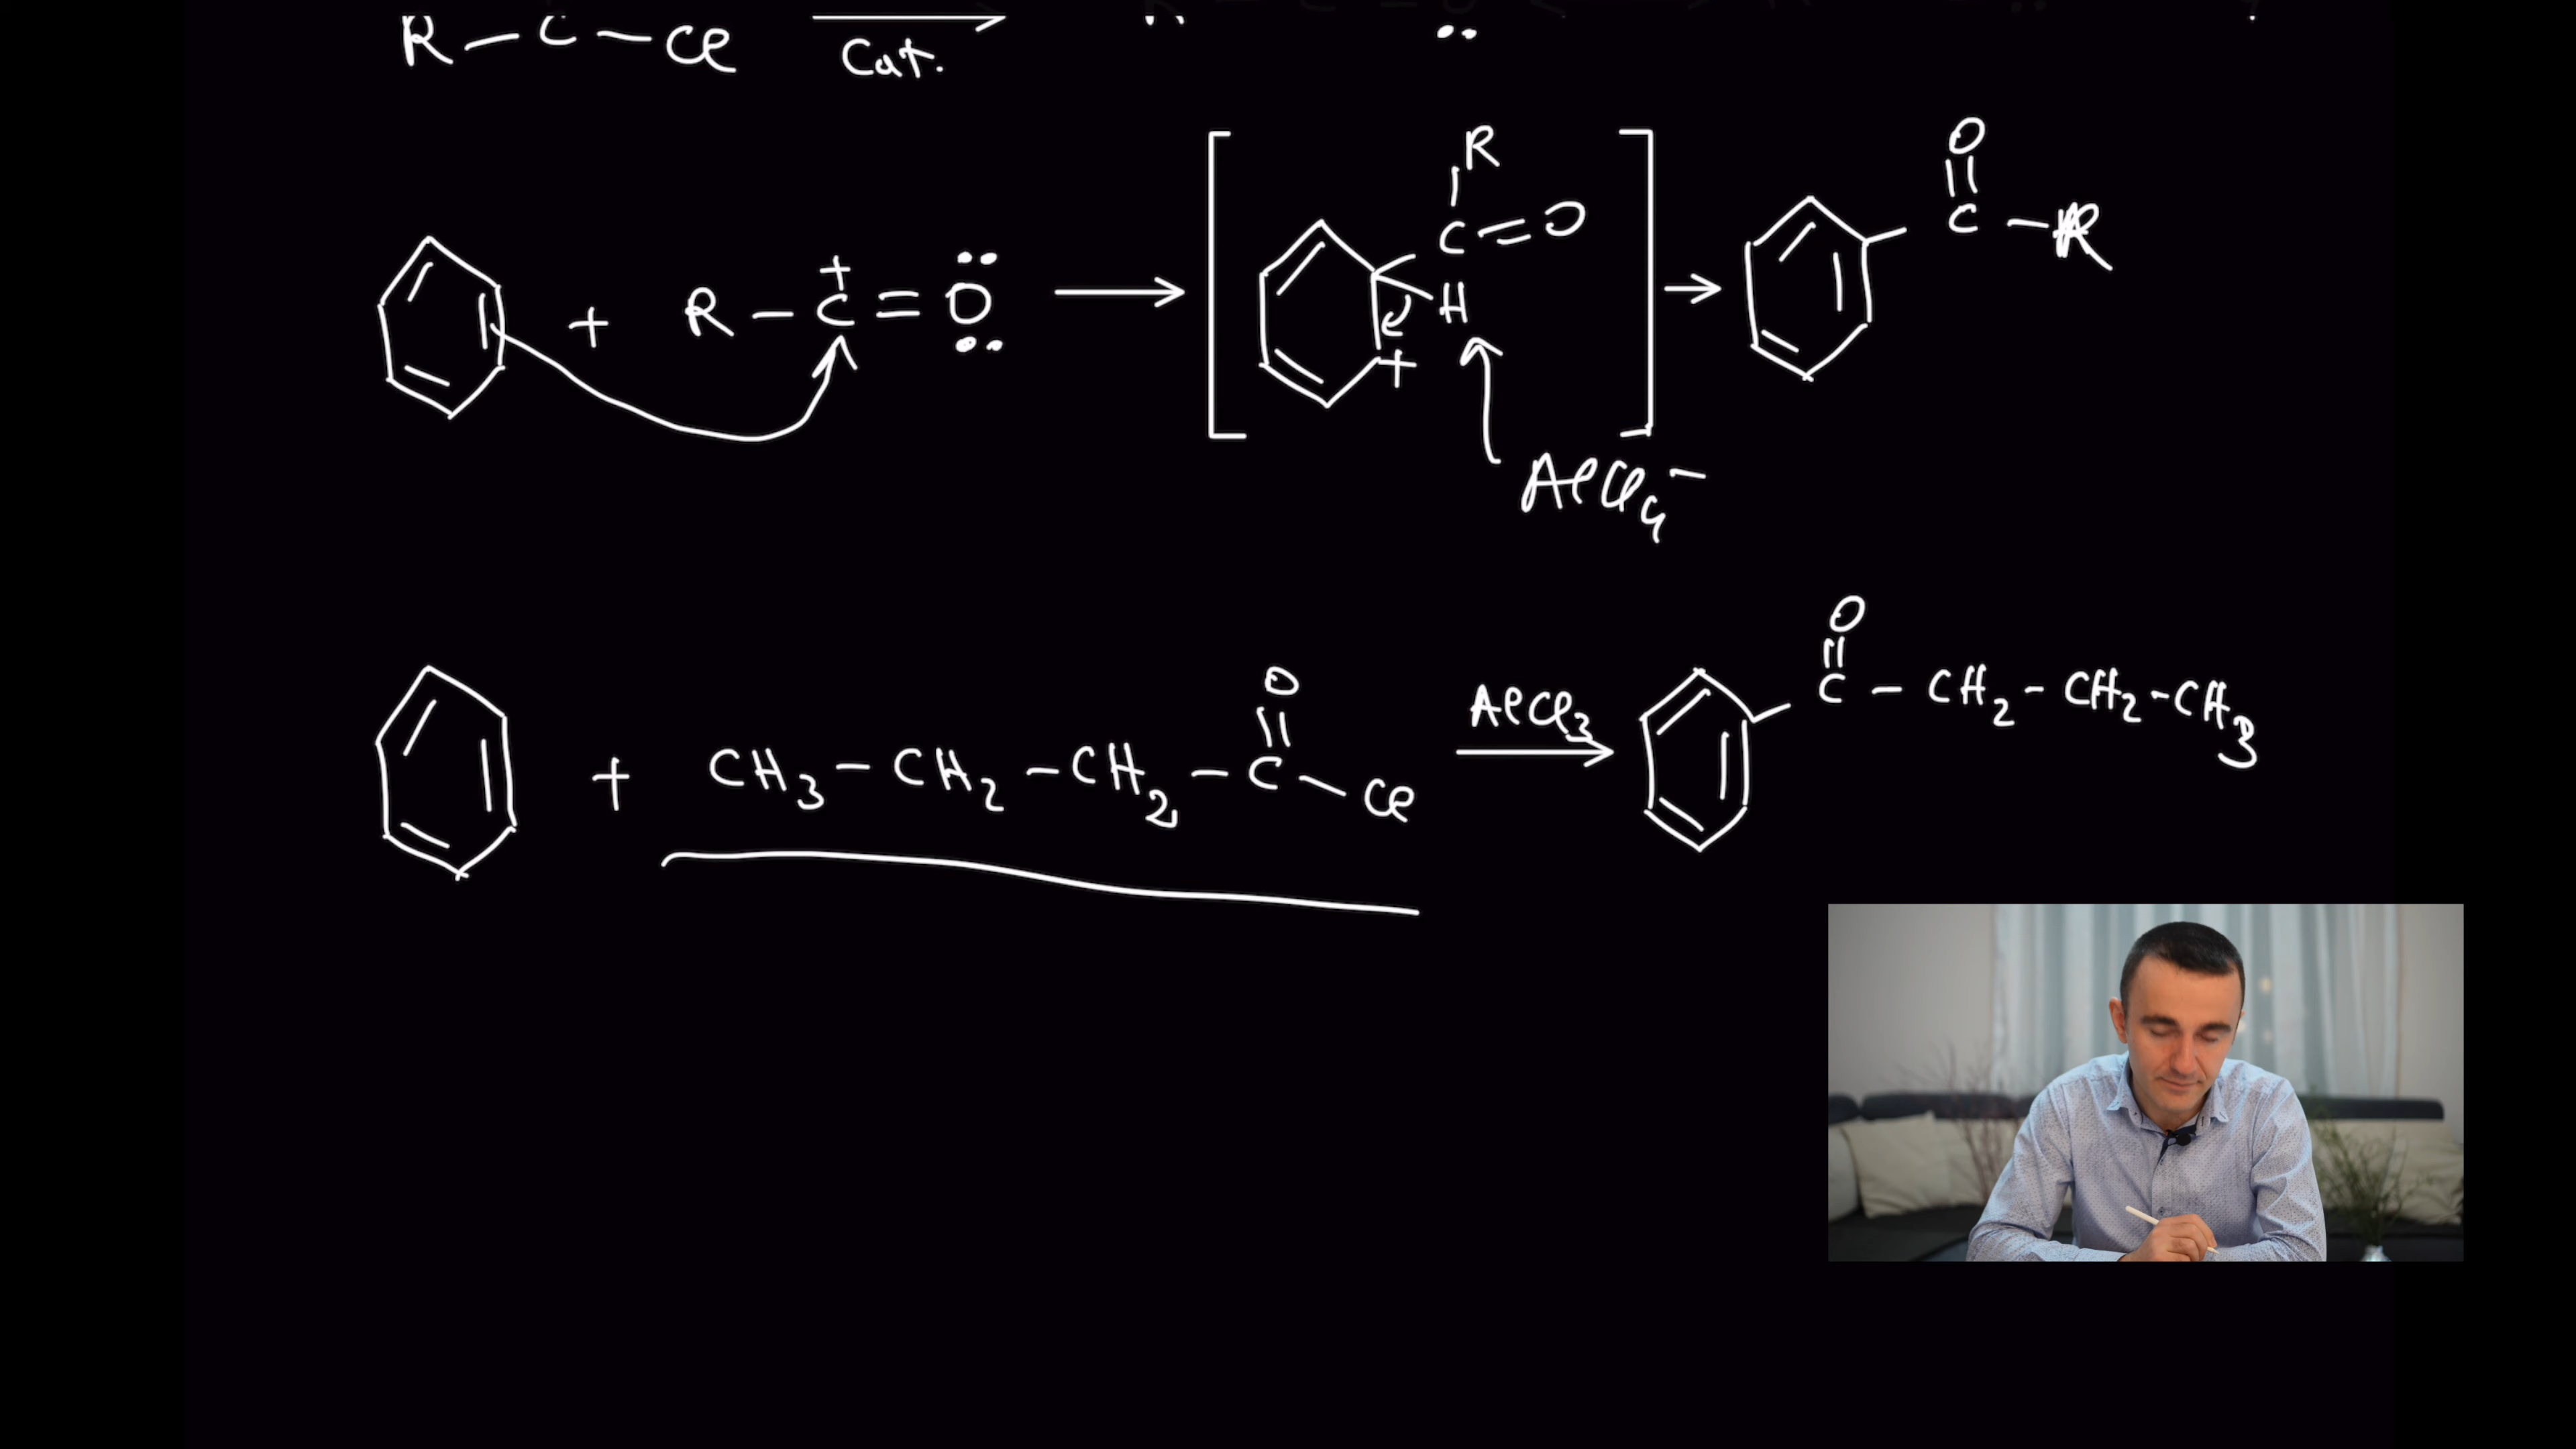 R – C – Cl Cat.
+ R – C+ = O → [ R C = O H + ] → O C – R
AlCl4−
+ CH3 – CH2 – CH2 – C – Cl O AlCl3 O C – CH2 – CH2 – CH3